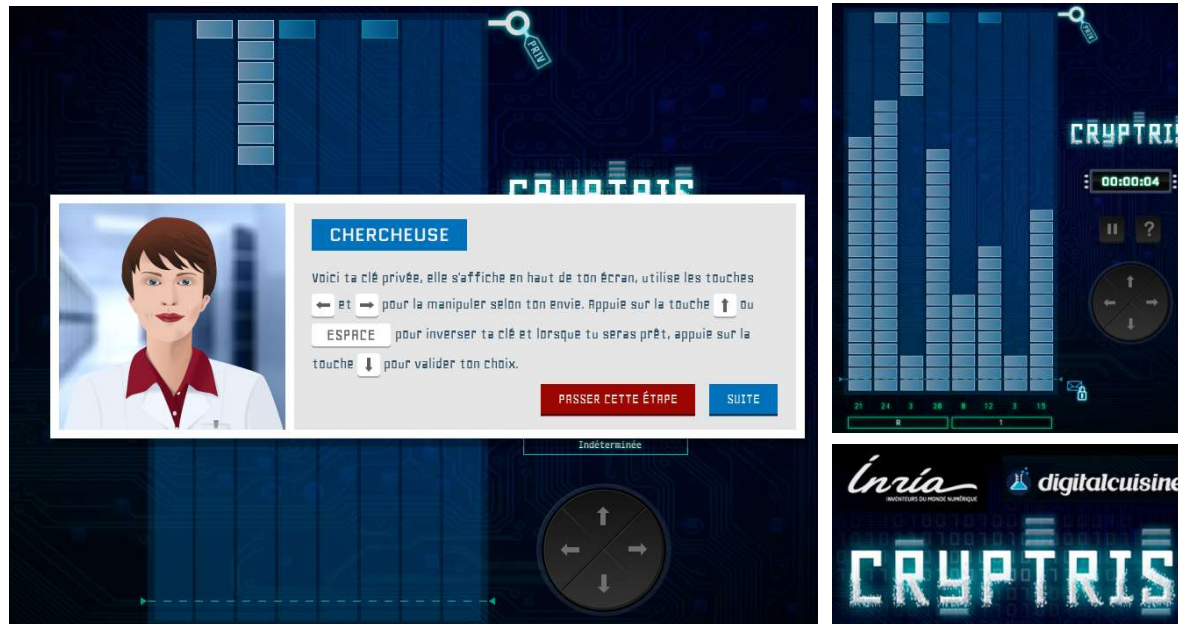 PRIV
CRYPTRIS
CHERCHEUSE
Voici ta clé privée, elle s'affiche en haut de ton écran, utilise les touches
← et → pour la manipuler selon ton envie. Appuie sur la touche ↑ ou
ESPACE pour inverser ta clé et lorsque tu seras prêt, appuie sur la
touche ↓ pour valider ton choix.
PASSER CETTE ÉTAPE
SUITE
Indéterminée
PRIV
CRYPTRIS
00:00:04
?
21 24 3 20 8 12 3 15
R 1
Inria
INVENTEURS DU MONDE NUMÉRIQUE
digitalcuisine
CRYPTRIS